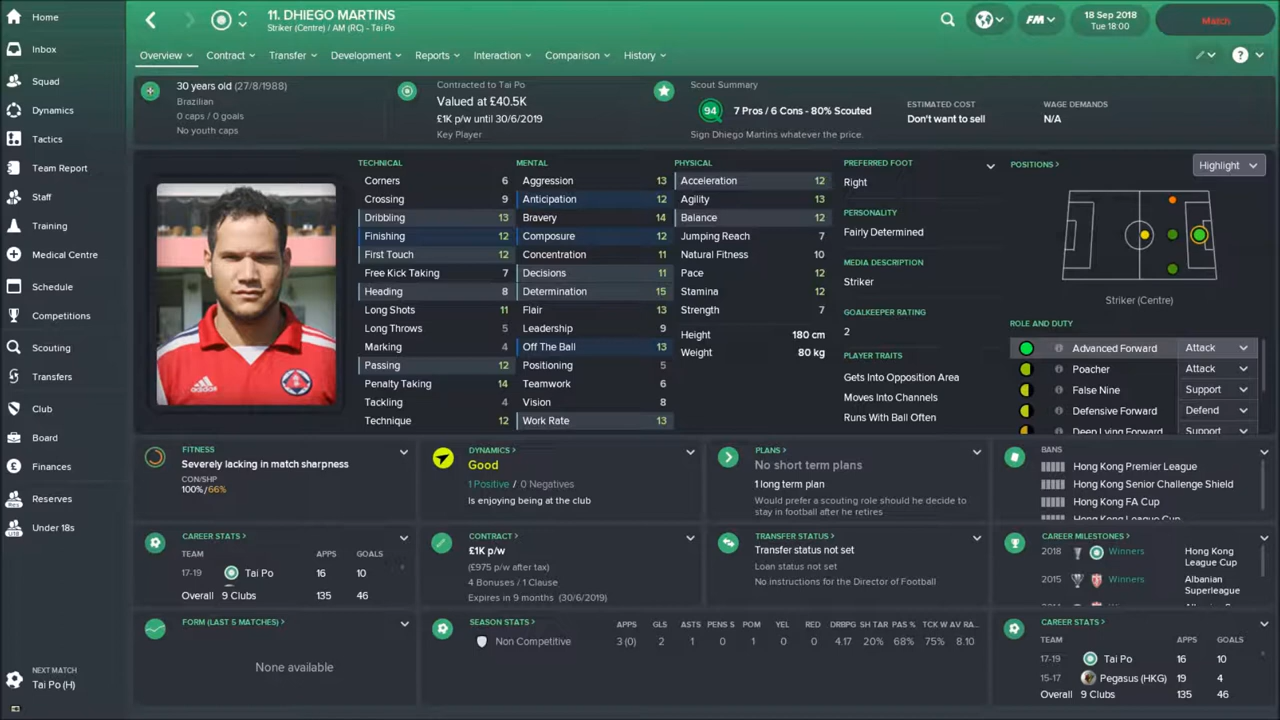 Home
Inbox
Squad
Dynamics
Tactics
Team Report
Staff
Training
Medical Centre
Schedule
Competitions
Scouting
Transfers
Club
Board
Finances
Reserves
Under 18s
NEXT MATCH
Tai Po (H)
11. DHIEGO MARTINS
Striker (Centre) / AM (RC) - Tai Po
FM
18 Sep 2018
Tue 18:00
Match
Overview
Contract
Transfer
Development
Reports
Interaction
Comparison
History
?
30 years old (27/8/1988)
Brazilian
0 caps / 0 goals
No youth caps
Contracted to Tai Po
Valued at £40.5K
£1K p/w until 30/6/2019
Key Player
Scout Summary
94
7 Pros / 6 Cons - 80% Scouted
Sign Dhiego Martins whatever the price.
ESTIMATED COST
Don't want to sell
WAGE DEMANDS
N/A
TECHNICAL
Corners 6
Crossing 9
Dribbling 13
Finishing 12
First Touch 12
Free Kick Taking 7
Heading 8
Long Shots 11
Long Throws 5
Marking 4
Passing 12
Penalty Taking 14
Tackling 4
Technique 12
MENTAL
Aggression 13
Anticipation 12
Bravery 14
Composure 12
Concentration 11
Decisions 11
Determination 15
Flair 13
Leadership 9
Off The Ball 13
Positioning 5
Teamwork 6
Vision 8
Work Rate 13
PHYSICAL
Acceleration 12
Agility 13
Balance 12
Jumping Reach 7
Natural Fitness 10
Pace 12
Stamina 12
Strength 7
Height 180 cm
Weight 80 kg
PREFERRED FOOT
Right
PERSONALITY
Fairly Determined
MEDIA DESCRIPTION
Striker
GOALKEEPER RATING
2
PLAYER TRAITS
Gets Into Opposition Area
Moves Into Channels
Runs With Ball Often
POSITIONS >
Highlight
Striker (Centre)
ROLE AND DUTY
Advanced Forward Attack
Poacher Attack
False Nine Support
Defensive Forward Defend
Deep Lying Forward Support
FITNESS
Severely lacking in match sharpness
CON/SHP
100%/66%
DYNAMICS >
Good
1 Positive / 0 Negatives
Is enjoying being at the club
PLANS >
No short term plans
1 long term plan
Would prefer a scouting role should he decide to
stay in football after he retires
BANS
Hong Kong Premier League
Hong Kong Senior Challenge Shield
Hong Kong FA Cup
Hong Kong League Cup
CAREER STATS >
TEAM APPS GOALS
17-19 Tai Po 16 10
Overall 9 Clubs 135 46
CONTRACT >
£1K p/w
(£975 p/w after tax)
4 Bonuses / 1 Clause
Expires in 9 months (30/6/2019)
TRANSFER STATUS >
Transfer status not set
Loan status not set
No instructions for the Director of Football
CAREER MILESTONES >
2018 Winners Hong Kong
League Cup
2015 Winners Albanian
Superleague
FORM (LAST 5 MATCHES) >
None available
SEASON STATS >
APPS GLS ASTS PENS S POM YEL RED DRBPG SH TAR PAS % TCK W AV RA...
Non Competitive 3 (0) 2 1 0 1 0 0 4.17 20% 68% 75% 8.10
CAREER STATS >
TEAM APPS GOALS
17-19 Tai Po 16 10
15-17 Pegasus (HKG) 19 4
Overall 9 Clubs 135 46